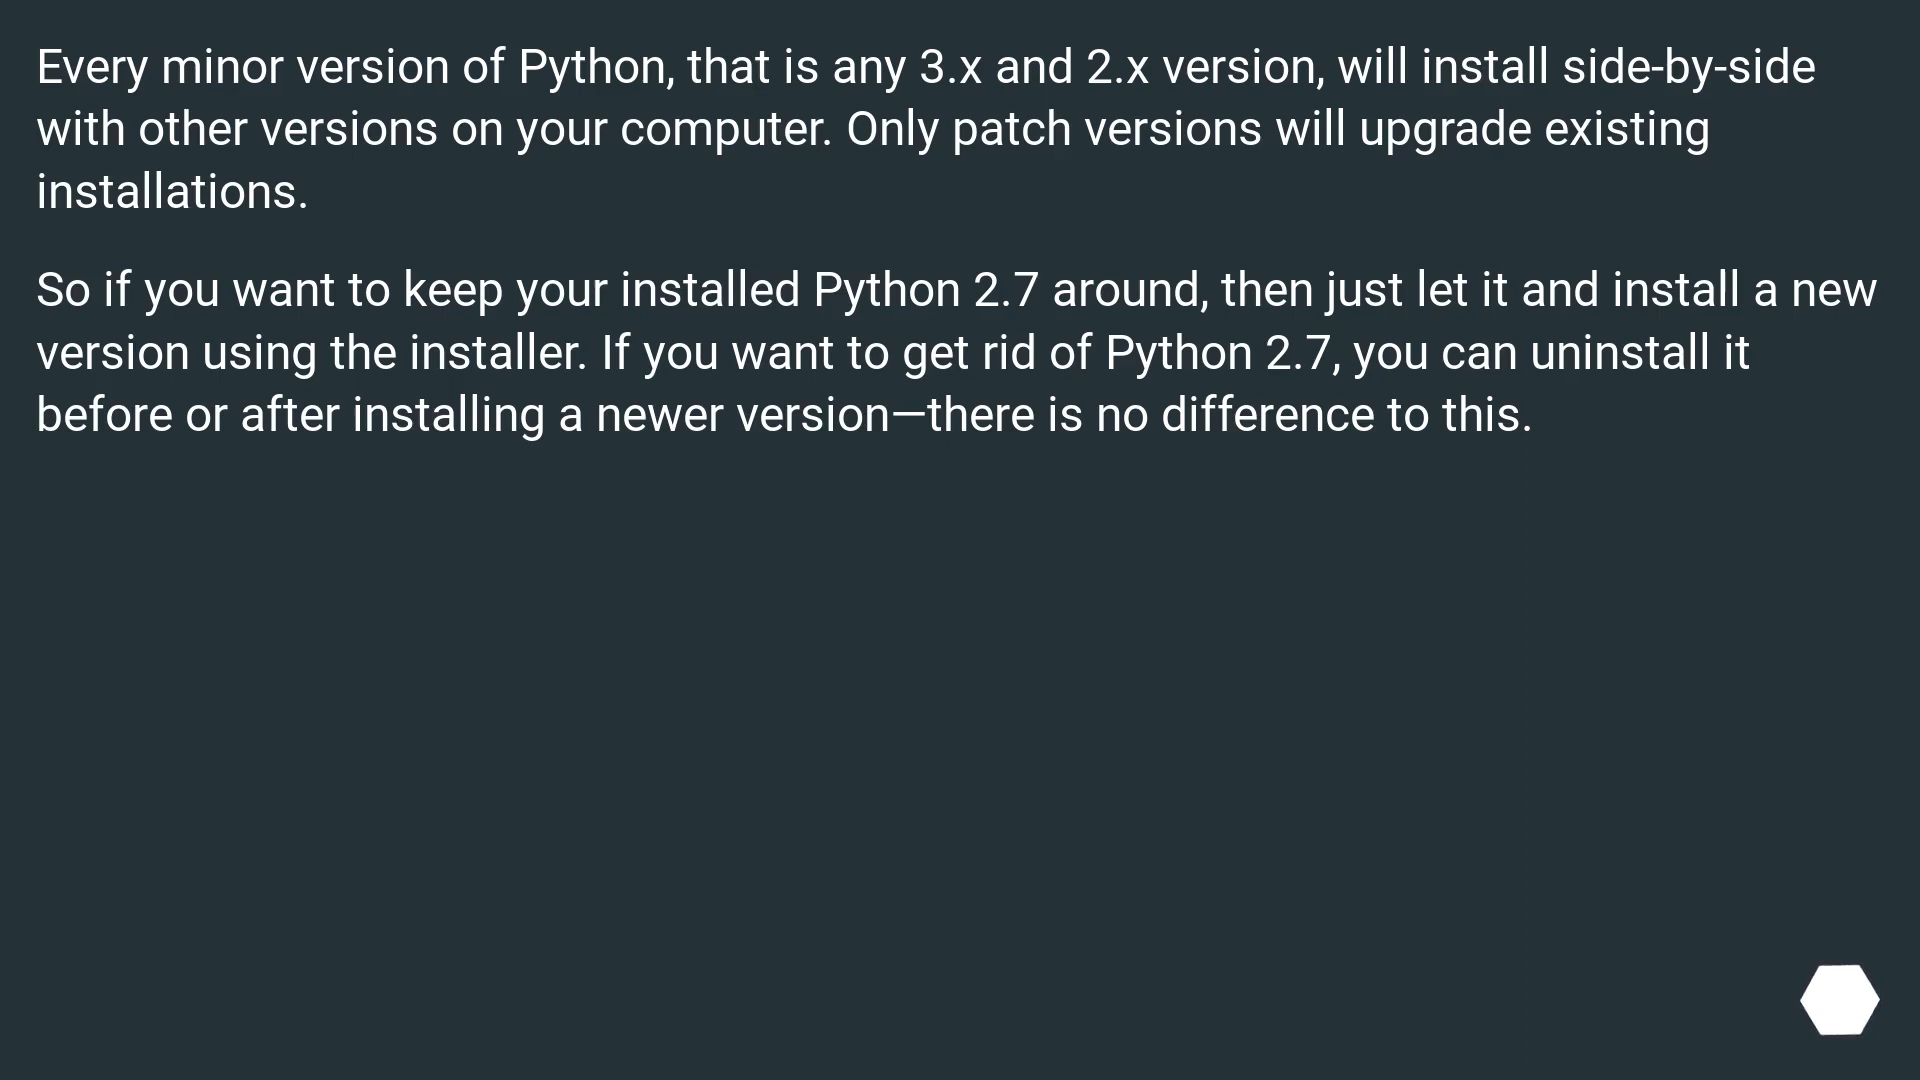 Every minor version of Python, that is any 3.x and 2.x version, will install side-by-side
with other versions on your computer. Only patch versions will upgrade existing
installations.
So if you want to keep your installed Python 2.7 around, then just let it and install a new
version using the installer. If you want to get rid of Python 2.7, you can uninstall it
before or after installing a newer version—there is no difference to this.